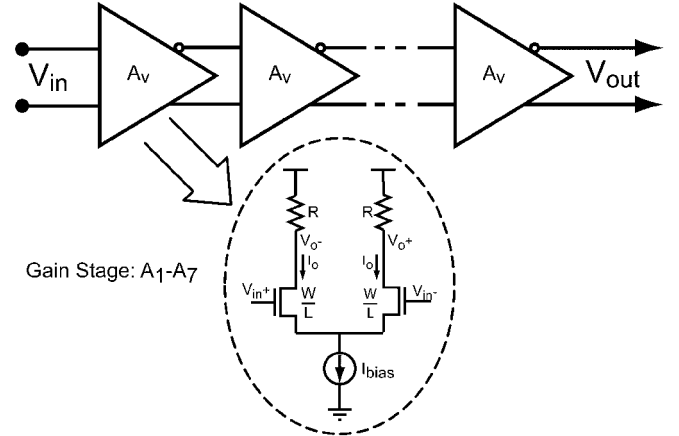 Vin Av Av Av Vout
R R
Vo- Vo+
Io Io
Gain Stage: A1-A7
Vin+ W/L W/L Vin-
Ibias